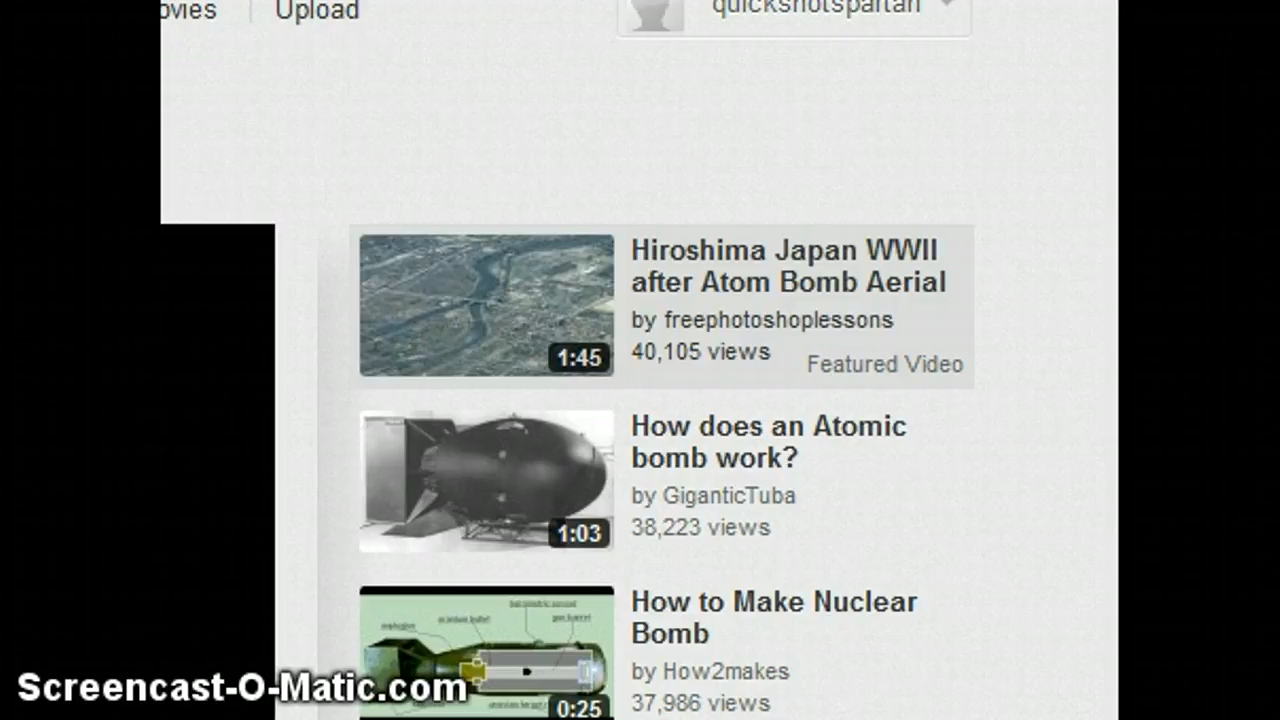 ovies Upload quickshotspartan
Hiroshima Japan WWII
after Atom Bomb Aerial
by freephotoshoplessons
40,105 views
Featured Video
1:45
How does an Atomic
bomb work?
by GiganticTuba
38,223 views
1:03
How to Make Nuclear
Bomb
by How2makes
37,986 views
0:25
Screencast-O-Matic.com